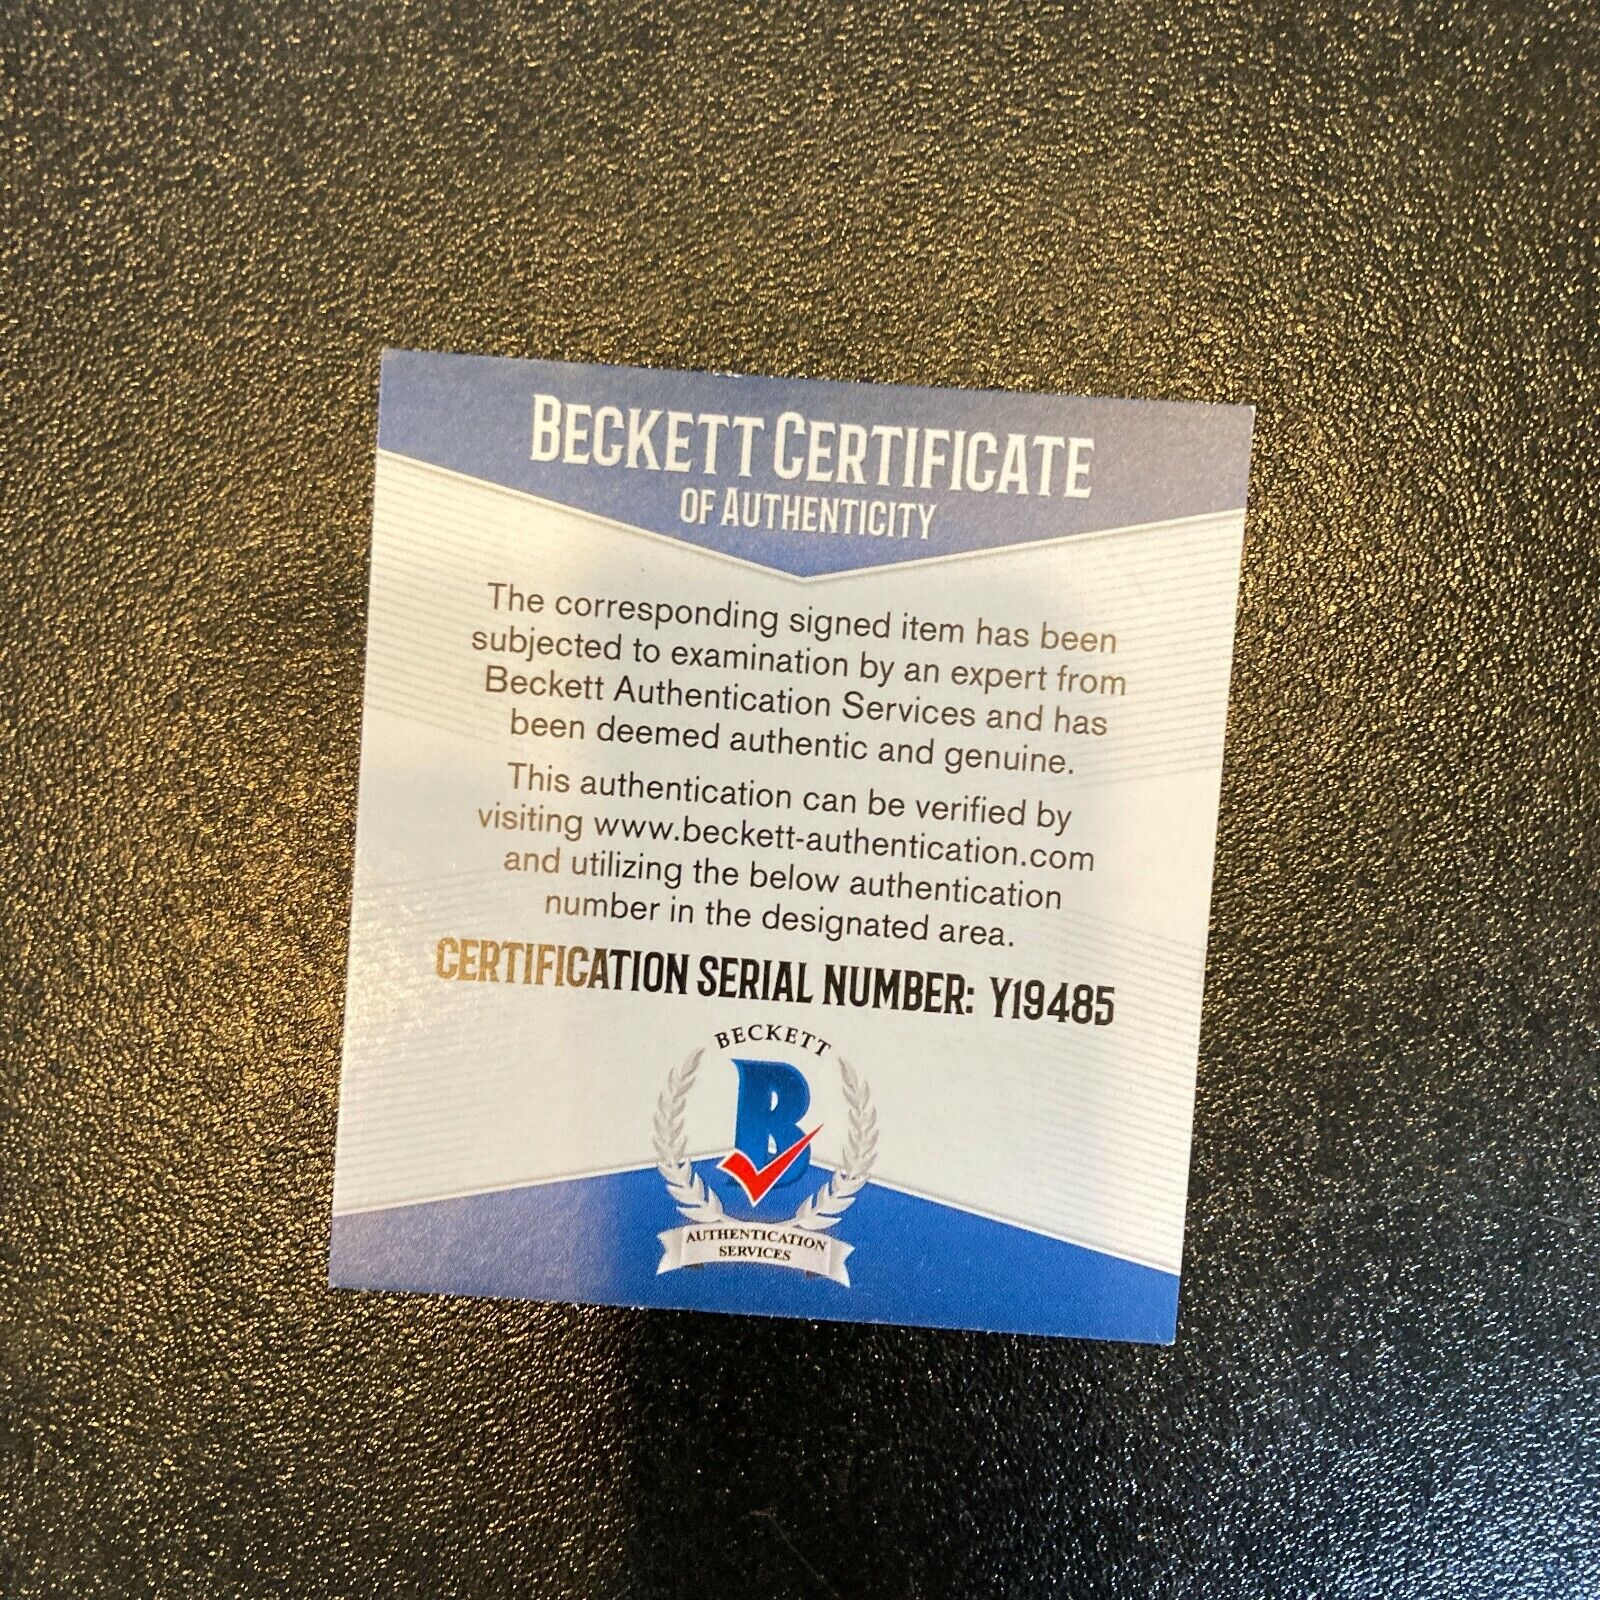 BECKETT CERTIFICATE
OF AUTHENTICITY
The corresponding signed item has been
subjected to examination by an expert from
Beckett Authentication Services and has
been deemed authentic and genuine.
This authentication can be verified by
visiting www.beckett-authentication.com
and utilizing the below authentication
number in the designated area.
CERTIFICATION SERIAL NUMBER: Y19485
BECKETT
B
AUTHENTICATION
SERVICES